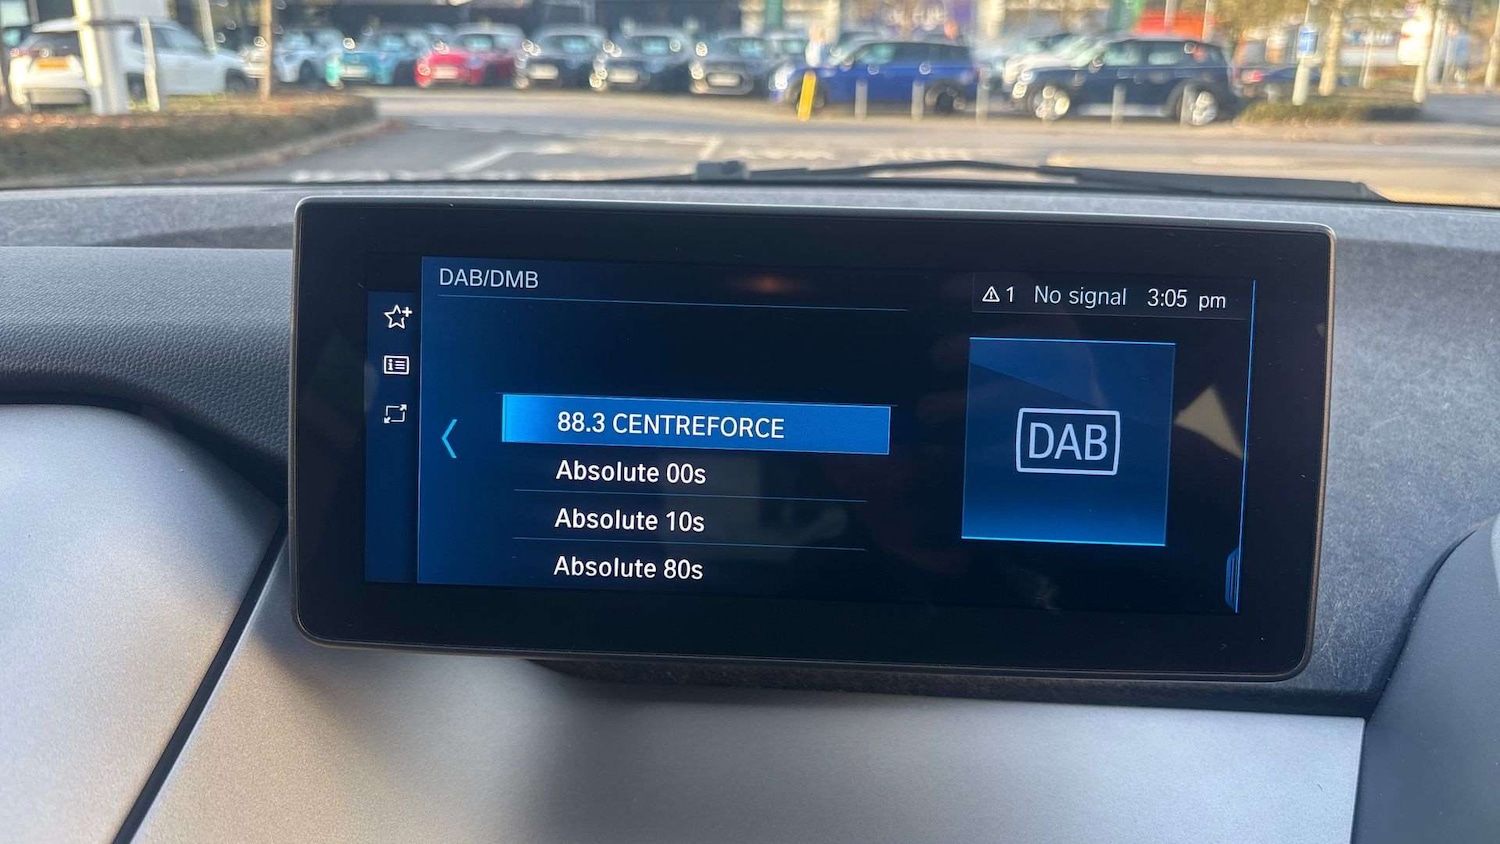 DAB/DMB
1 No signal 3:05 pm
88.3 CENTREFORCE
Absolute 00s
Absolute 10s
Absolute 80s
DAB